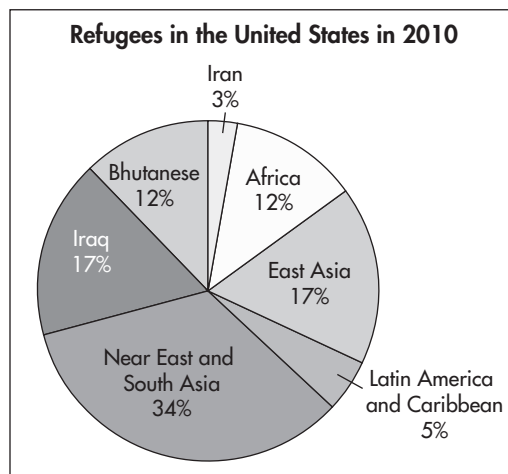 Refugees in the United States in 2010
Iran
3%
Africa
12%
East Asia
17%
Latin America
and Caribbean
5%
Near East and
South Asia
34%
Iraq
17%
Bhutanese
12%